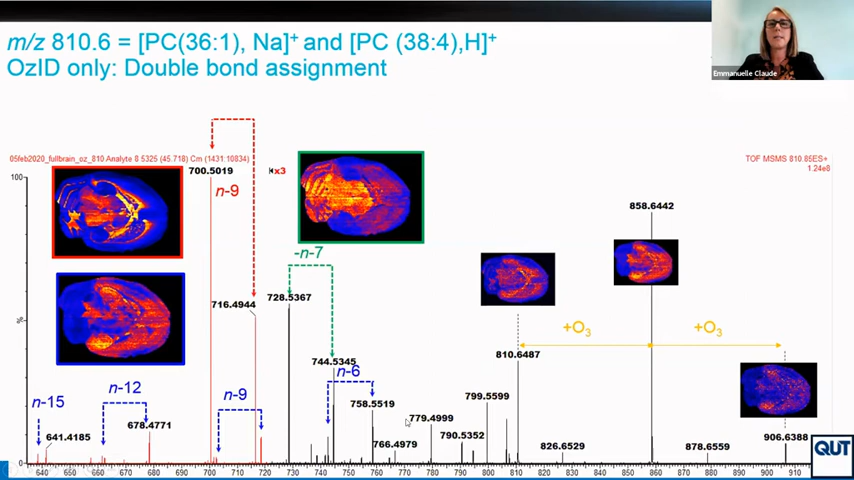 m/z 810.6 = [PC(36:1), Na]⁺ and [PC (38:4),H]⁺
OzID only: Double bond assignment
Emmanuelle Claude
05feb2020_fullbrain_oz_810 Analyte 8 5325 (45.718) Cm (1431:10834)
TOF MSMS 810.65ES+
1.24e8
100
%
0
700.5019
x3
n-9
-n-7
716.4944
728.5367
744.5345
n-6
758.5519
766.4979
779.4999
790.5352
799.5599
810.6487
826.6529
858.6442
878.6559
906.6388
+O₃
+O₃
n-15
n-12
n-9
641.4185
678.4771
640 650 660 670 680 690 700 710 720 730 740 750 760 770 780 790 800 810 820 830 840 850 860 870 880 890 900 910
QUT